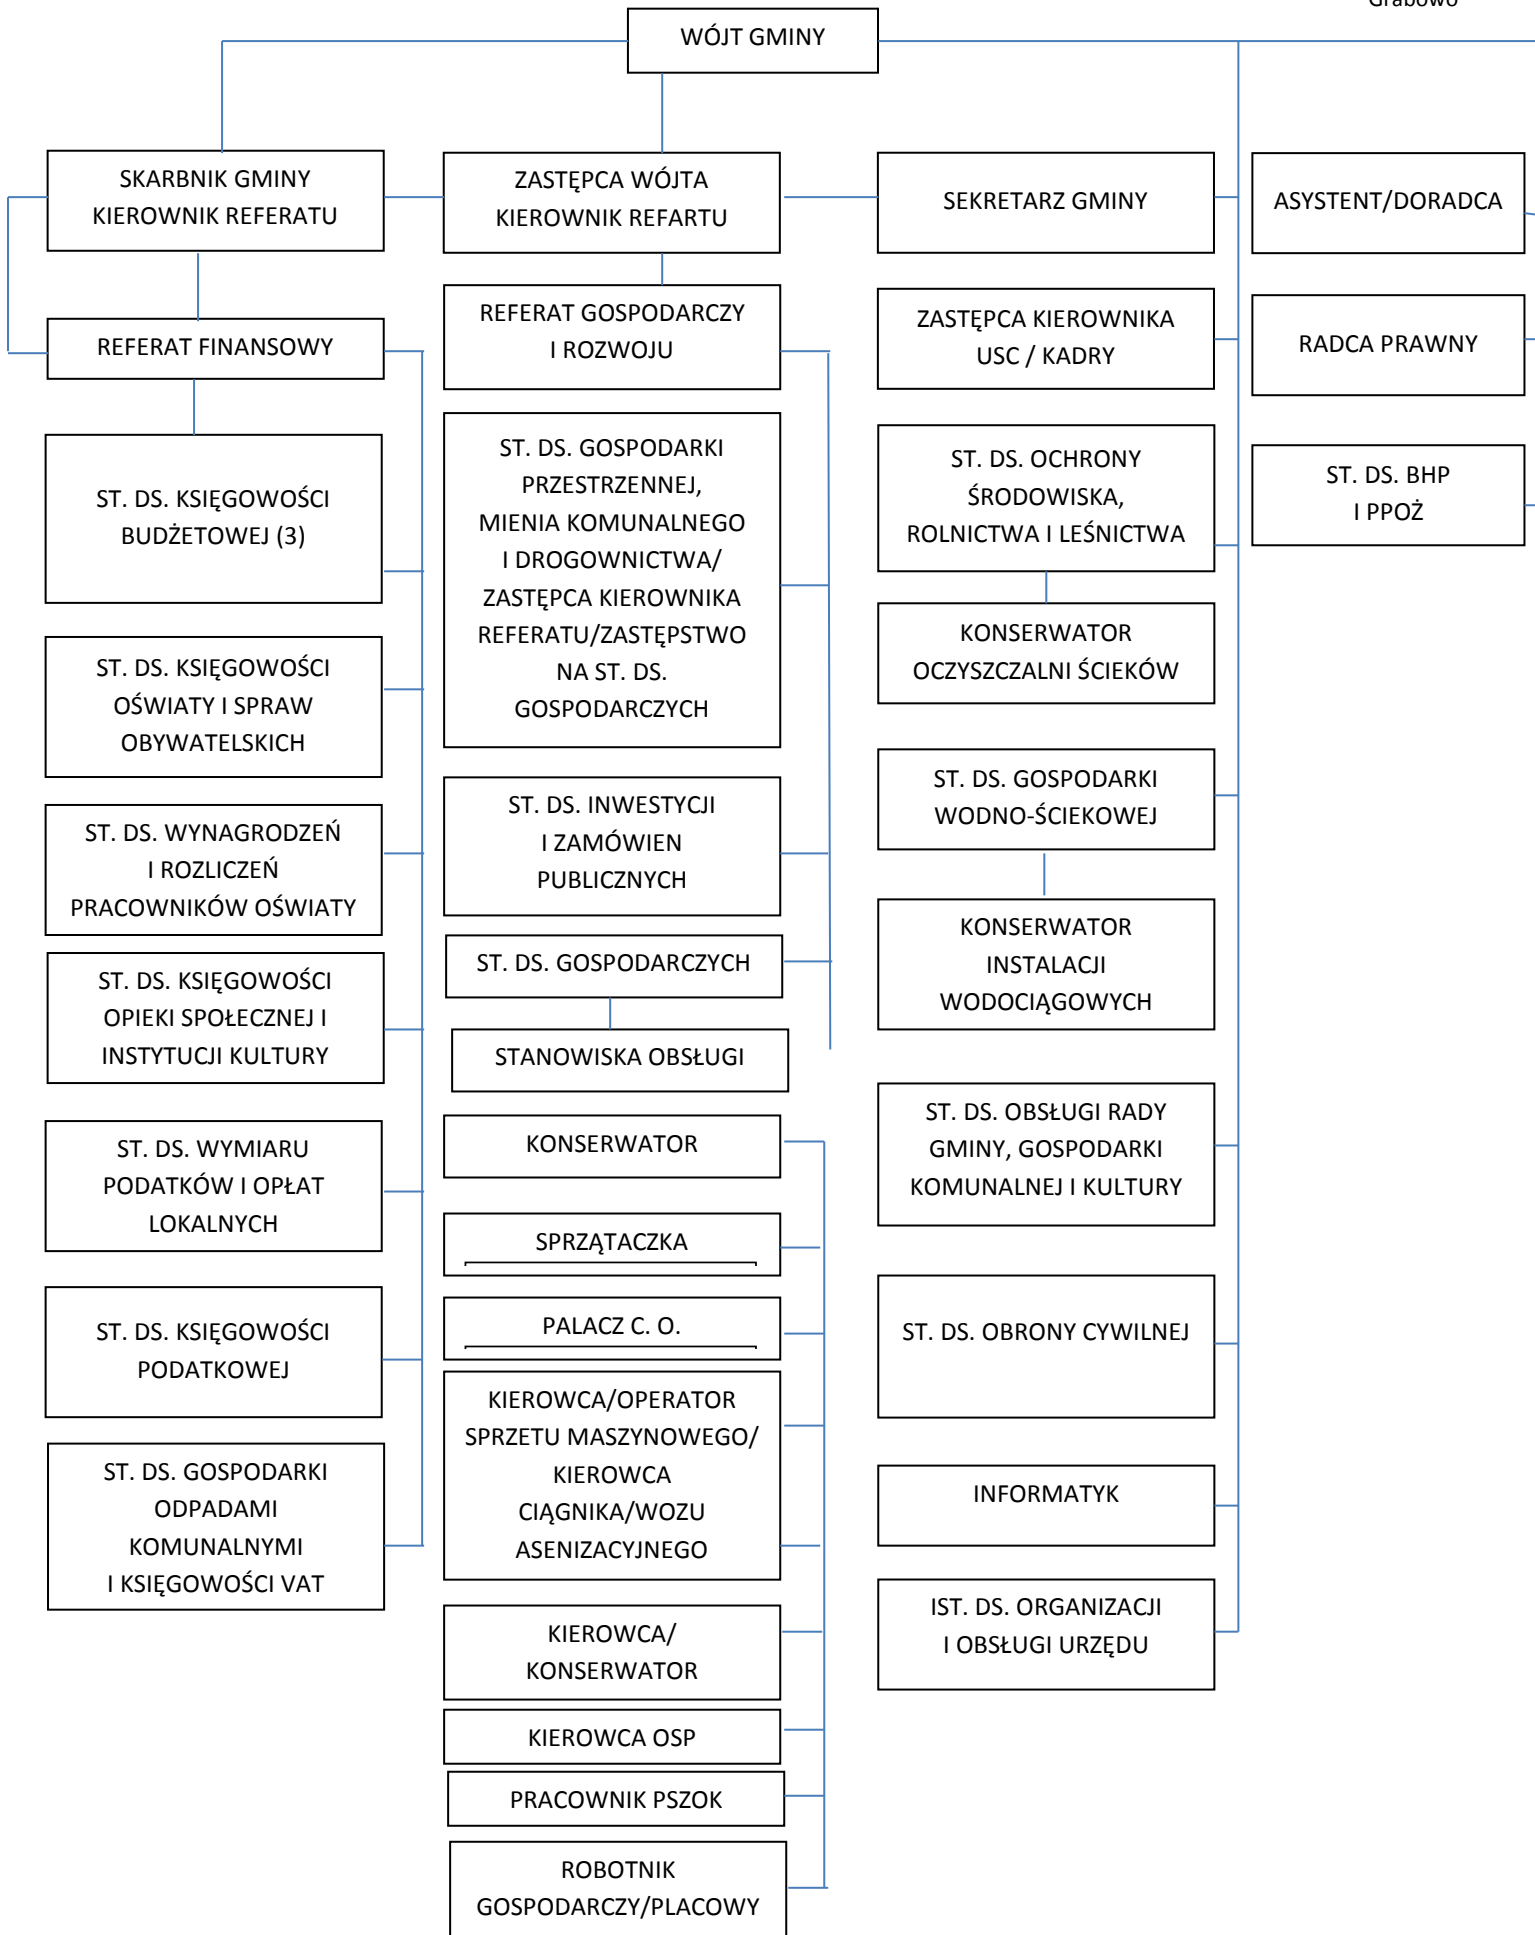 Grabowo
WÓJT GMINY
SKARBNIK GMINY
KIEROWNIK REFERATU
ZASTĘPCA WÓJTA
KIEROWNIK REFARTU
SEKRETARZ GMINY
ASYSTENT/DORADCA
REFERAT FINANSOWY
REFERAT GOSPODARCZY
I ROZWOJU
ZASTĘPCA KIEROWNIKA
USC / KADRY
RADCA PRAWNY
ST. DS. KSIĘGOWOŚCI
BUDŻETOWEJ (3)
ST. DS. KSIĘGOWOŚCI
OŚWIATY I SPRAW
OBYWATELSKICH
ST. DS. WYNAGRODZEŃ
I ROZLICZEŃ
PRACOWNIKÓW OŚWIATY
ST. DS. KSIĘGOWOŚCI
OPIEKI SPOŁECZNEJ I
INSTYTUCJI KULTURY
ST. DS. WYMIARU
PODATKÓW I OPŁAT
LOKALNYCH
ST. DS. KSIĘGOWOŚCI
PODATKOWEJ
ST. DS. GOSPODARKI
ODPADAMI
KOMUNALNYMI
I KSIĘGOWOŚCI VAT
ST. DS. GOSPODARKI
PRZESTRZENNEJ,
MIENIA KOMUNALNEGO
I DROGOWNICTWA/
ZASTĘPCA KIEROWNIKA
REFERATU/ZASTĘPSTWO
NA ST. DS.
GOSPODARCZYCH
ST. DS. INWESTYCJI
I ZAMÓWIEN
PUBLICZNYCH
ST. DS. GOSPODARCZYCH
STANOWISKA OBSŁUGI
KONSERWATOR
SPRZĄTACZKA
PALACZ C. O.
KIEROWCA/OPERATOR
SPRZETU MASZYNOWEGO/
KIEROWCA
CIĄGNIKA/WOZU
ASENIZACYJNEGO
KIEROWCA/
KONSERWATOR
KIEROWCA OSP
PRACOWNIK PSZOK
ROBOTNIK
GOSPODARCZY/PLACOWY
ST. DS. OCHRONY
ŚRODOWISKA,
ROLNICTWA I LEŚNICTWA
KONSERWATOR
OCZYSZCZALNI ŚCIEKÓW
ST. DS. GOSPODARKI
WODNO-ŚCIEKOWEJ
KONSERWATOR
INSTALACJI
WODOCIĄGOWYCH
ST. DS. OBSŁUGI RADY
GMINY, GOSPODARKI
KOMUNALNEJ I KULTURY
ST. DS. OBRONY CYWILNEJ
INFORMATYK
IST. DS. ORGANIZACJI
I OBSŁUGI URZĘDU
ST. DS. BHP
I PPOŻ